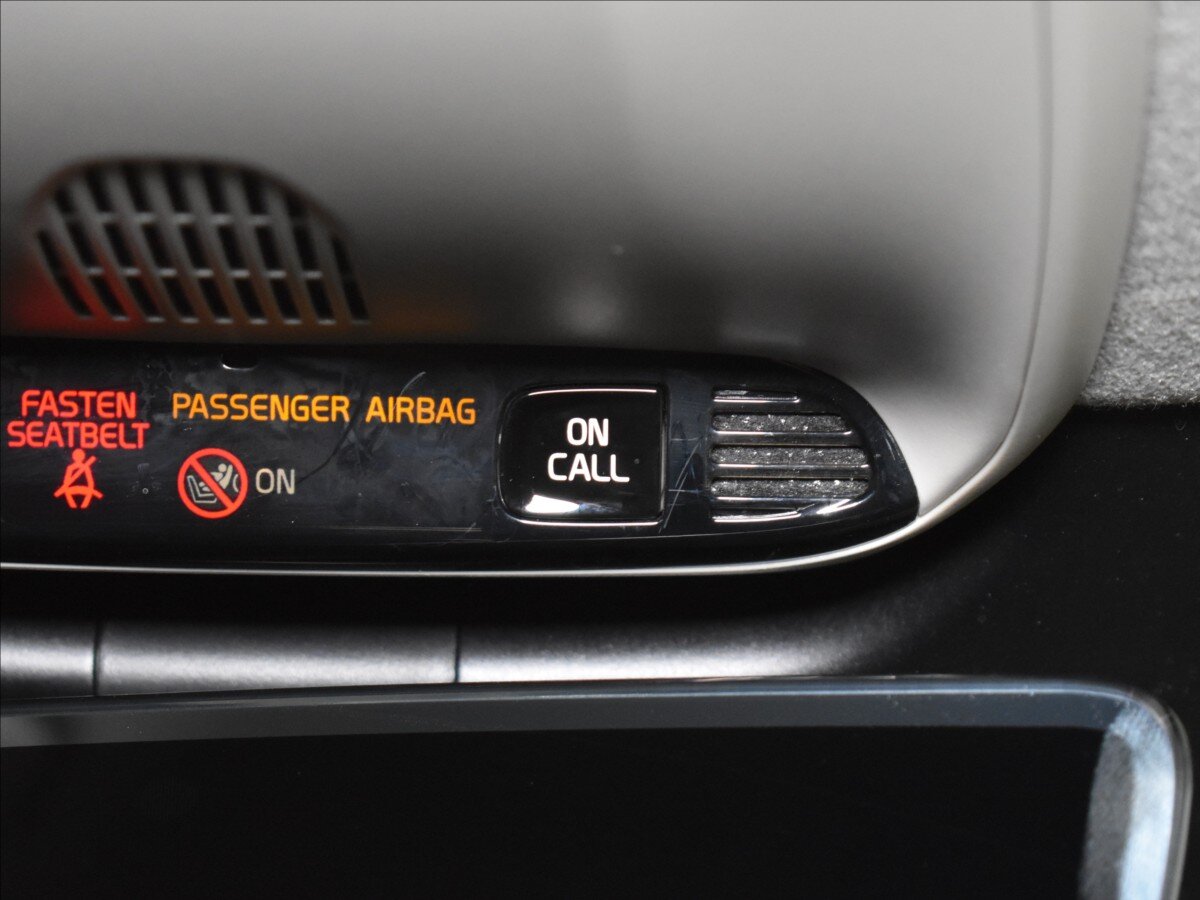 FASTEN
SEATBELT
PASSENGER AIRBAG
ON
ON
CALL